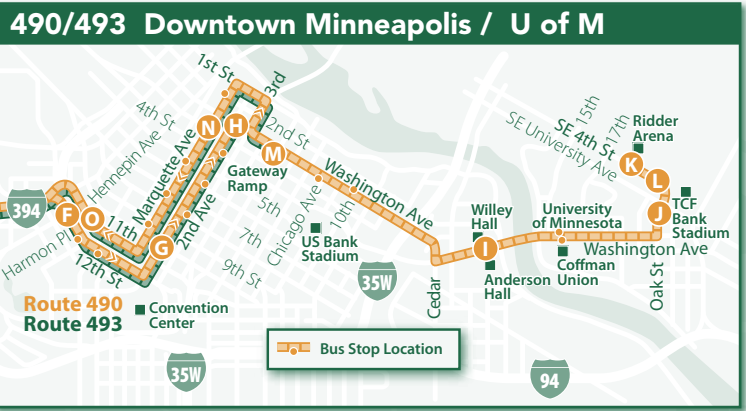 490/493 Downtown Minneapolis / U of M
1st St
3rd
4th St
Hennepin Ave
Marquette Ave
N
H
2nd St
M
Gateway
Ramp
Washington Ave
15th
17th
SE 4th St
SE University Ave
Ridder
Arena
K
L
J
TCF
Bank
Stadium
394
F
O
11th
G
2nd Ave
Harmon Pl
12th St
5th
7th
9th St
Chicago Ave
10th
US Bank
Stadium
35W
Cedar
Willey
Hall
I
Anderson
Hall
University
of Minnesota
Washington Ave
Coffman
Union
Oak St
Route 490
Route 493
Convention
Center
Bus Stop Location
35W
94